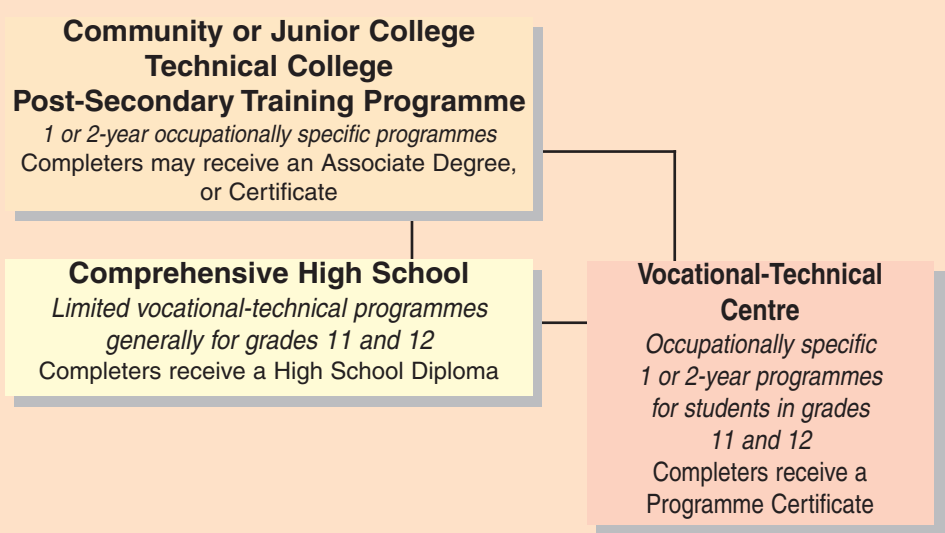 Community or Junior College
Technical College
Post-Secondary Training Programme
1 or 2-year occupationally specific programmes
Completers may receive an Associate Degree,
or Certificate
Comprehensive High School
Limited vocational-technical programmes
generally for grades 11 and 12
Completers receive a High School Diploma
Vocational-Technical
Centre
Occupationally specific
1 or 2-year programmes
for students in grades
11 and 12
Completers receive a
Programme Certificate